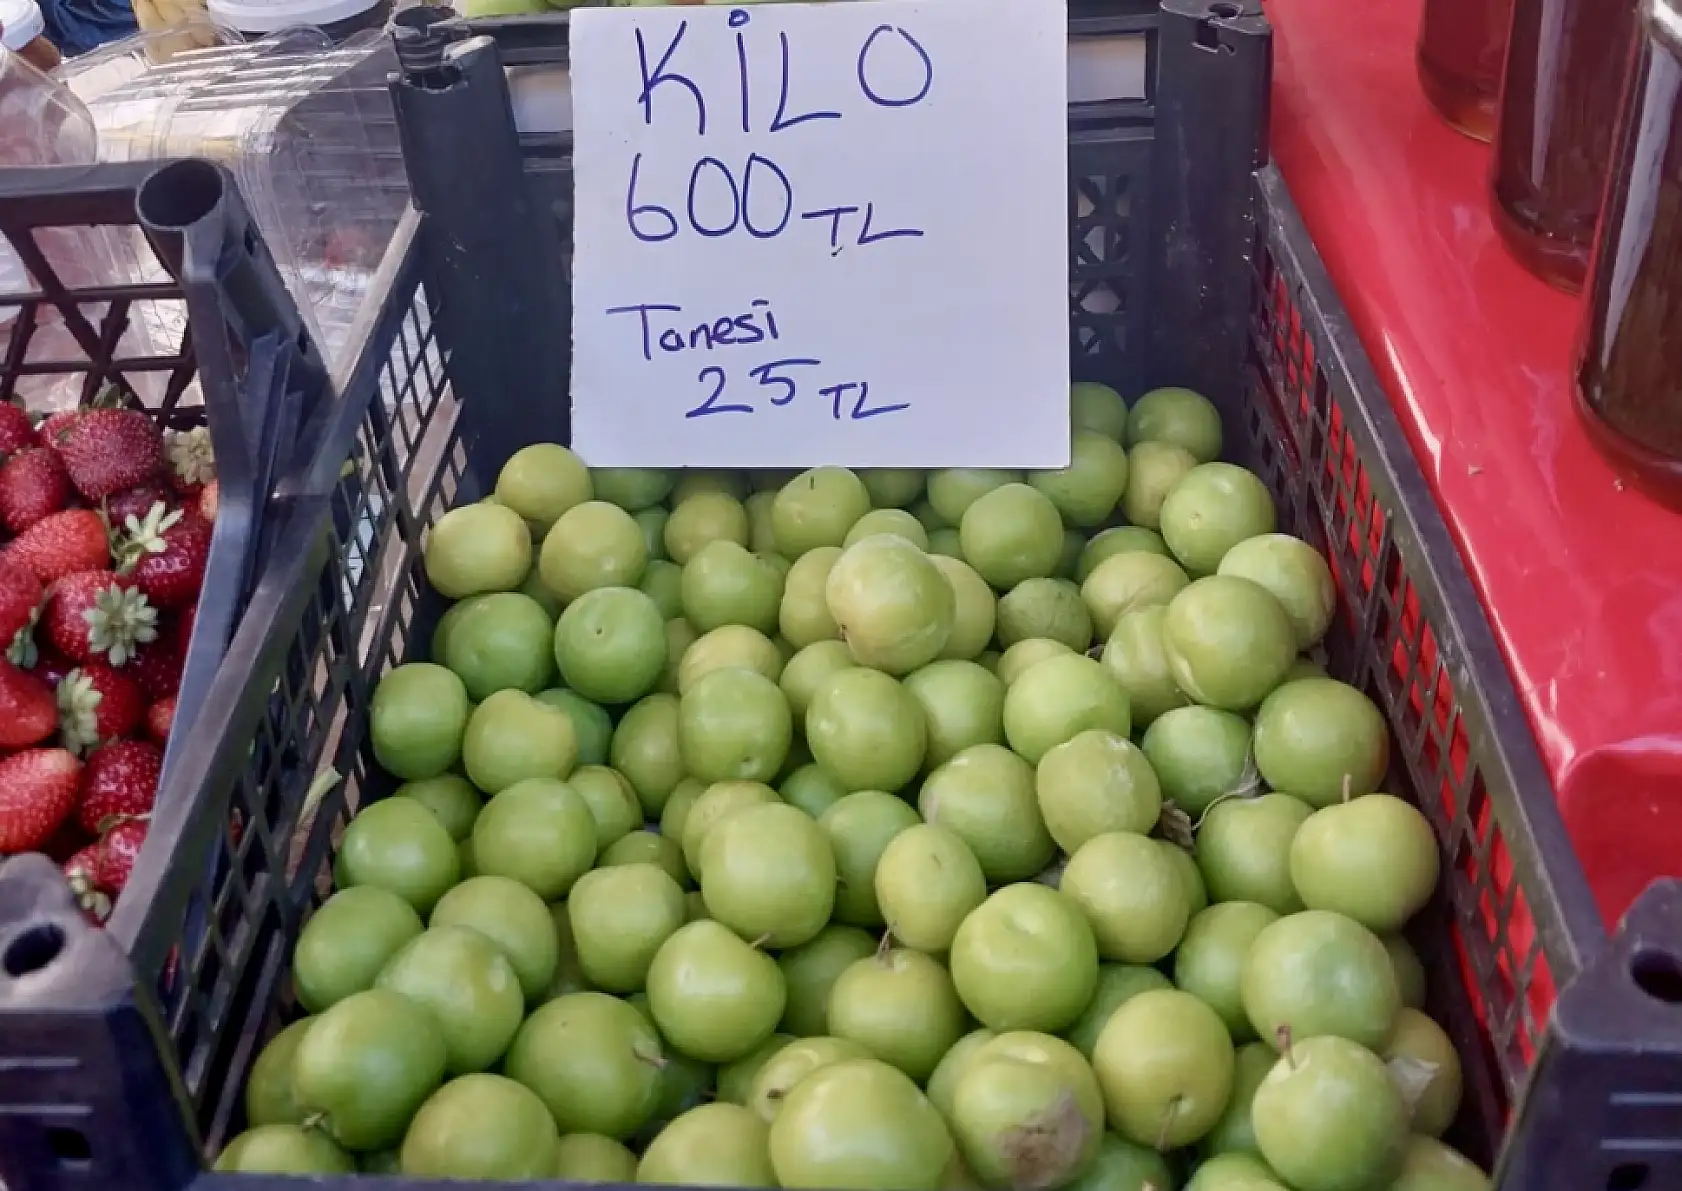 KİLO
600 TL
Tanesi
25 TL